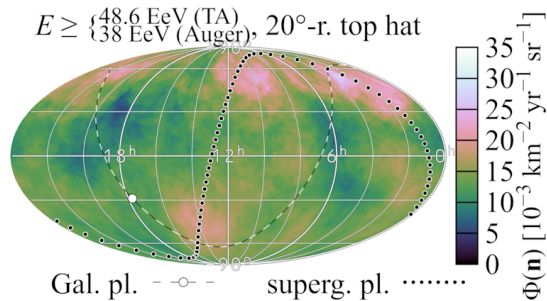 E ≥ {48.6 EeV (TA) 38 EeV (Auger), 20°-r. top hat
+90°
18h 12h 6h 0h
-90°
35
30
25
20
15
10
5
0
Φ(n) [10⁻³ km⁻² yr⁻¹ sr⁻¹]
Gal. pl. superg. pl.